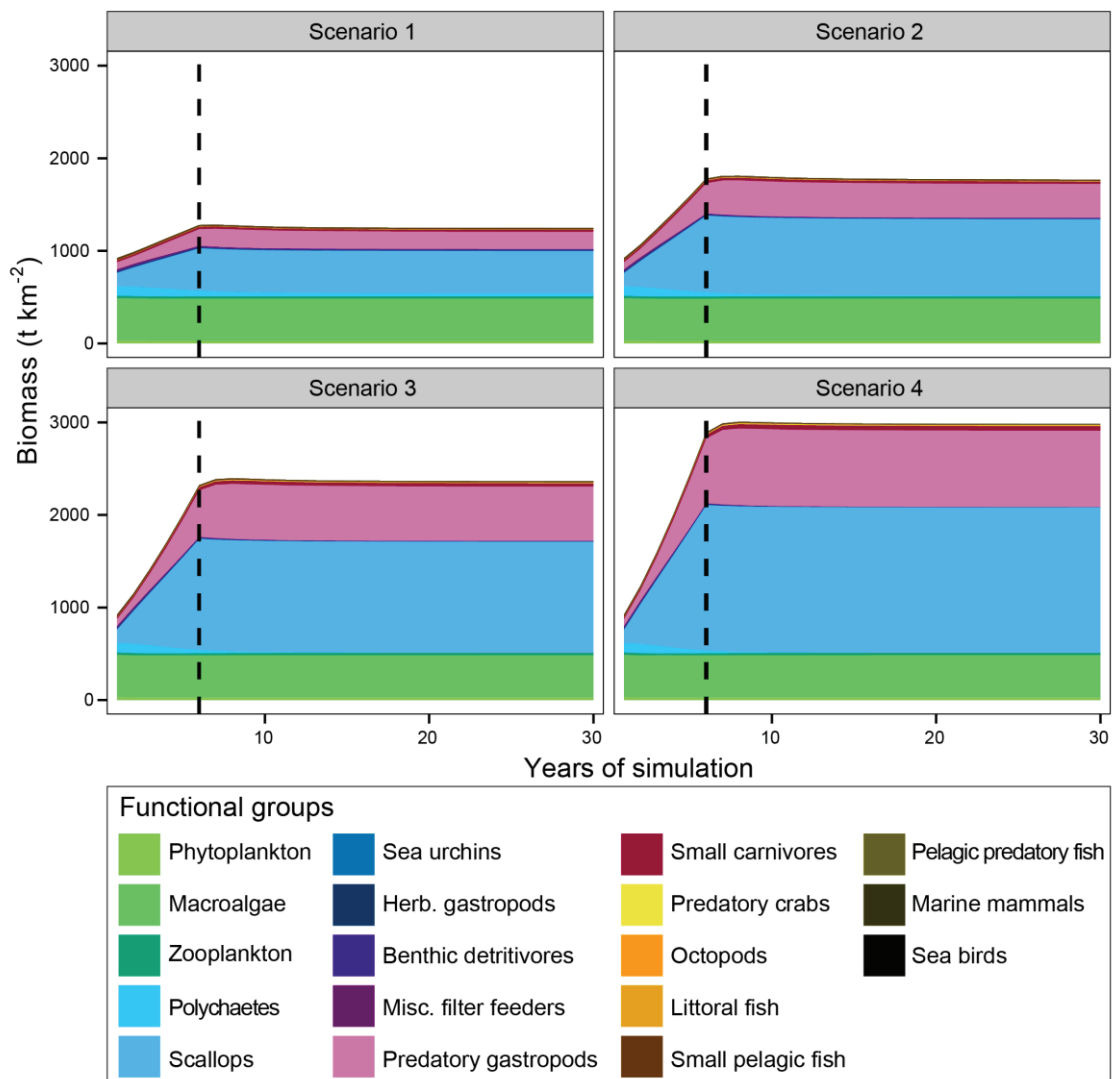 Scenario 1
Scenario 2
3000
2000
1000
0
Scenario 3
Scenario 4
3000
2000
1000
0
Biomass (t km⁻²)
10
20
30
10
20
30
Years of simulation
Functional groups
Phytoplankton
Macroalgae
Zooplankton
Polychaetes
Scallops
Sea urchins
Herb. gastropods
Benthic detritivores
Misc. filter feeders
Predatory gastropods
Small carnivores
Predatory crabs
Octopods
Littoral fish
Small pelagic fish
Pelagic predatory fish
Marine mammals
Sea birds